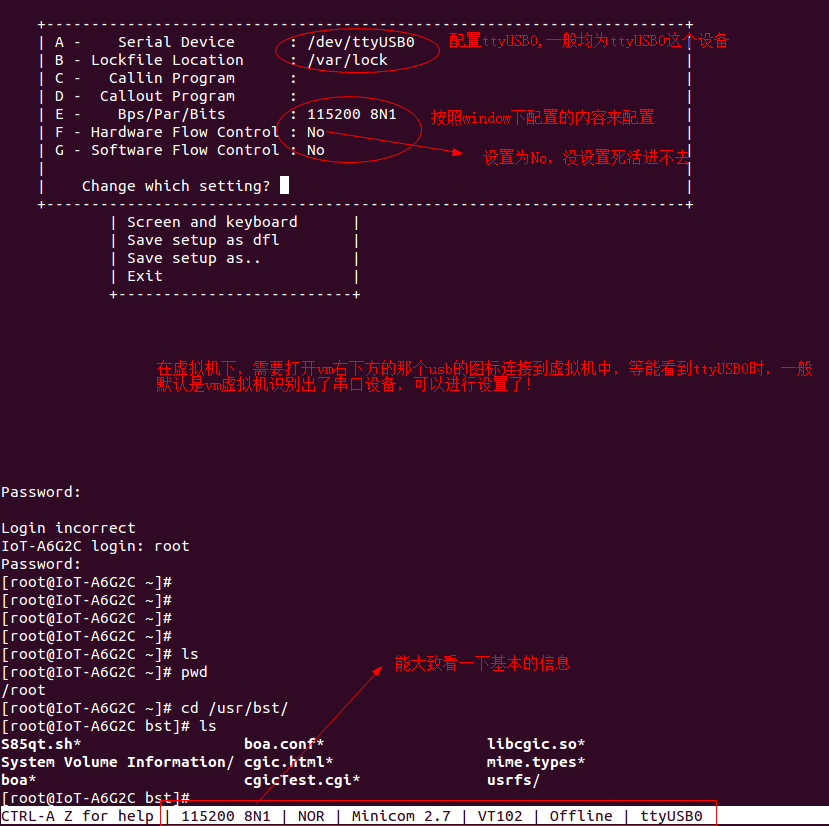 +-----------------------------------------------------------------------+
| A -    Serial Device      : /dev/ttyUSB0                              |
配置ttyUSB0,一般均为ttyUSB0这个设备
| B - Lockfile Location     : /var/lock                                 |
| C -   Callin Program      :                                           |
| D -  Callout Program      :                                           |
| E -    Bps/Par/Bits       : 115200 8N1                                |
按照window下配置的内容来配置
| F - Hardware Flow Control : No                                        |
| G - Software Flow Control : No                                        |
设置为No，没设置死活进不去
|                                                                       |
|    Change which setting?                                              |
+-----------------------------------------------------------------------+
| Screen and keyboard      |
| Save setup as dfl        |
| Save setup as..          |
| Exit                     |
+--------------------------+
在虚拟机下，需要打开vm右下方的那个usb的图标连接到虚拟机中，等能看到ttyUSB0时，一般
默认是vm虚拟机识别出了串口设备，可以进行设置了！
Password:
Login incorrect
IoT-A6G2C login: root
Password:
[root@IoT-A6G2C ~]#
[root@IoT-A6G2C ~]#
[root@IoT-A6G2C ~]#
[root@IoT-A6G2C ~]#
[root@IoT-A6G2C ~]# ls
能大致看一下基本的信息
[root@IoT-A6G2C ~]# pwd
/root
[root@IoT-A6G2C ~]# cd /usr/bst/
[root@IoT-A6G2C bst]# ls
S85qt.sh*                  boa.conf*                  libcgic.so*
System Volume Information/ cgic.html*                 mime.types*
boa*                       cgicTest.cgi*              usrfs/
[root@IoT-A6G2C bst]#
CTRL-A Z for help | 115200 8N1 | NOR | Minicom 2.7 | VT102 | Offline | ttyUSB0